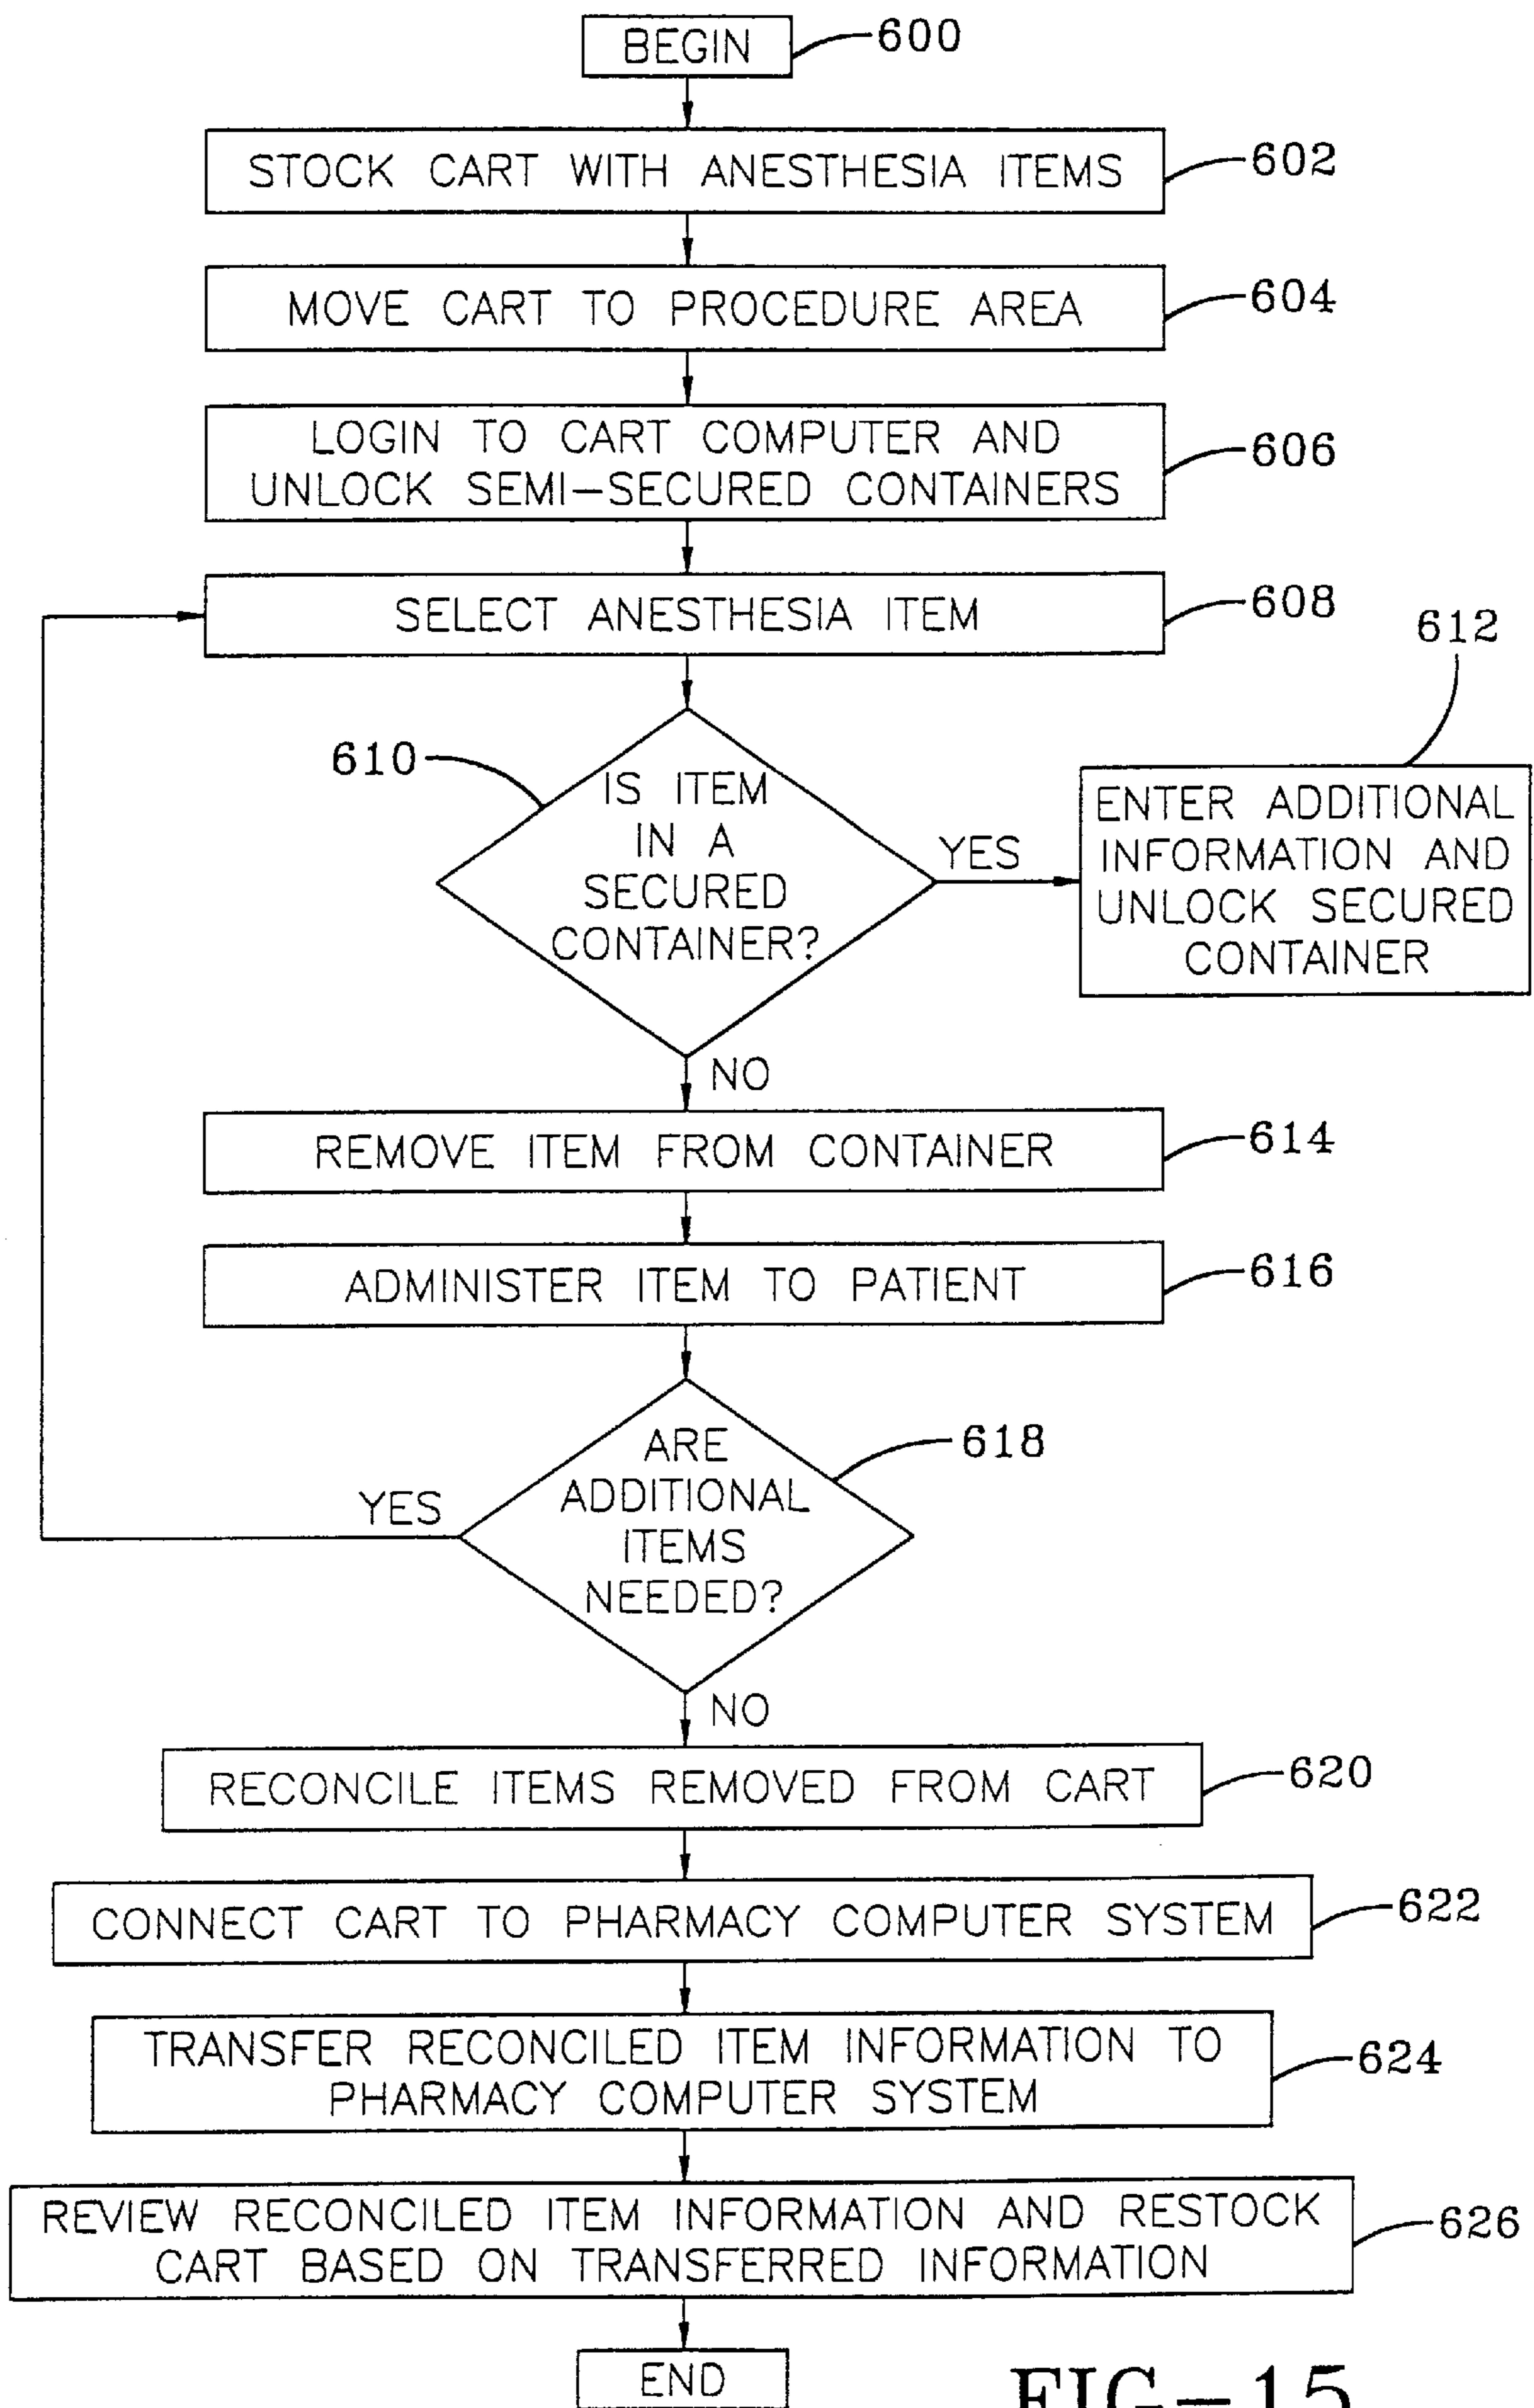 BEGIN
600
STOCK CART WITH ANESTHESIA ITEMS
602
MOVE CART TO PROCEDURE AREA
604
LOGIN TO CART COMPUTER AND
UNLOCK SEMI-SECURED CONTAINERS
606
SELECT ANESTHESIA ITEM
608
610
IS ITEM
IN A
SECURED
CONTAINER?
YES
612
ENTER ADDITIONAL
INFORMATION AND
UNLOCK SECURED
CONTAINER
NO
REMOVE ITEM FROM CONTAINER
614
ADMINISTER ITEM TO PATIENT
616
ARE
ADDITIONAL
ITEMS
NEEDED?
618
YES
NO
RECONCILE ITEMS REMOVED FROM CART
620
CONNECT CART TO PHARMACY COMPUTER SYSTEM
622
TRANSFER RECONCILED ITEM INFORMATION TO
PHARMACY COMPUTER SYSTEM
624
REVIEW RECONCILED ITEM INFORMATION AND RESTOCK
CART BASED ON TRANSFERRED INFORMATION
626
END
FIG-15